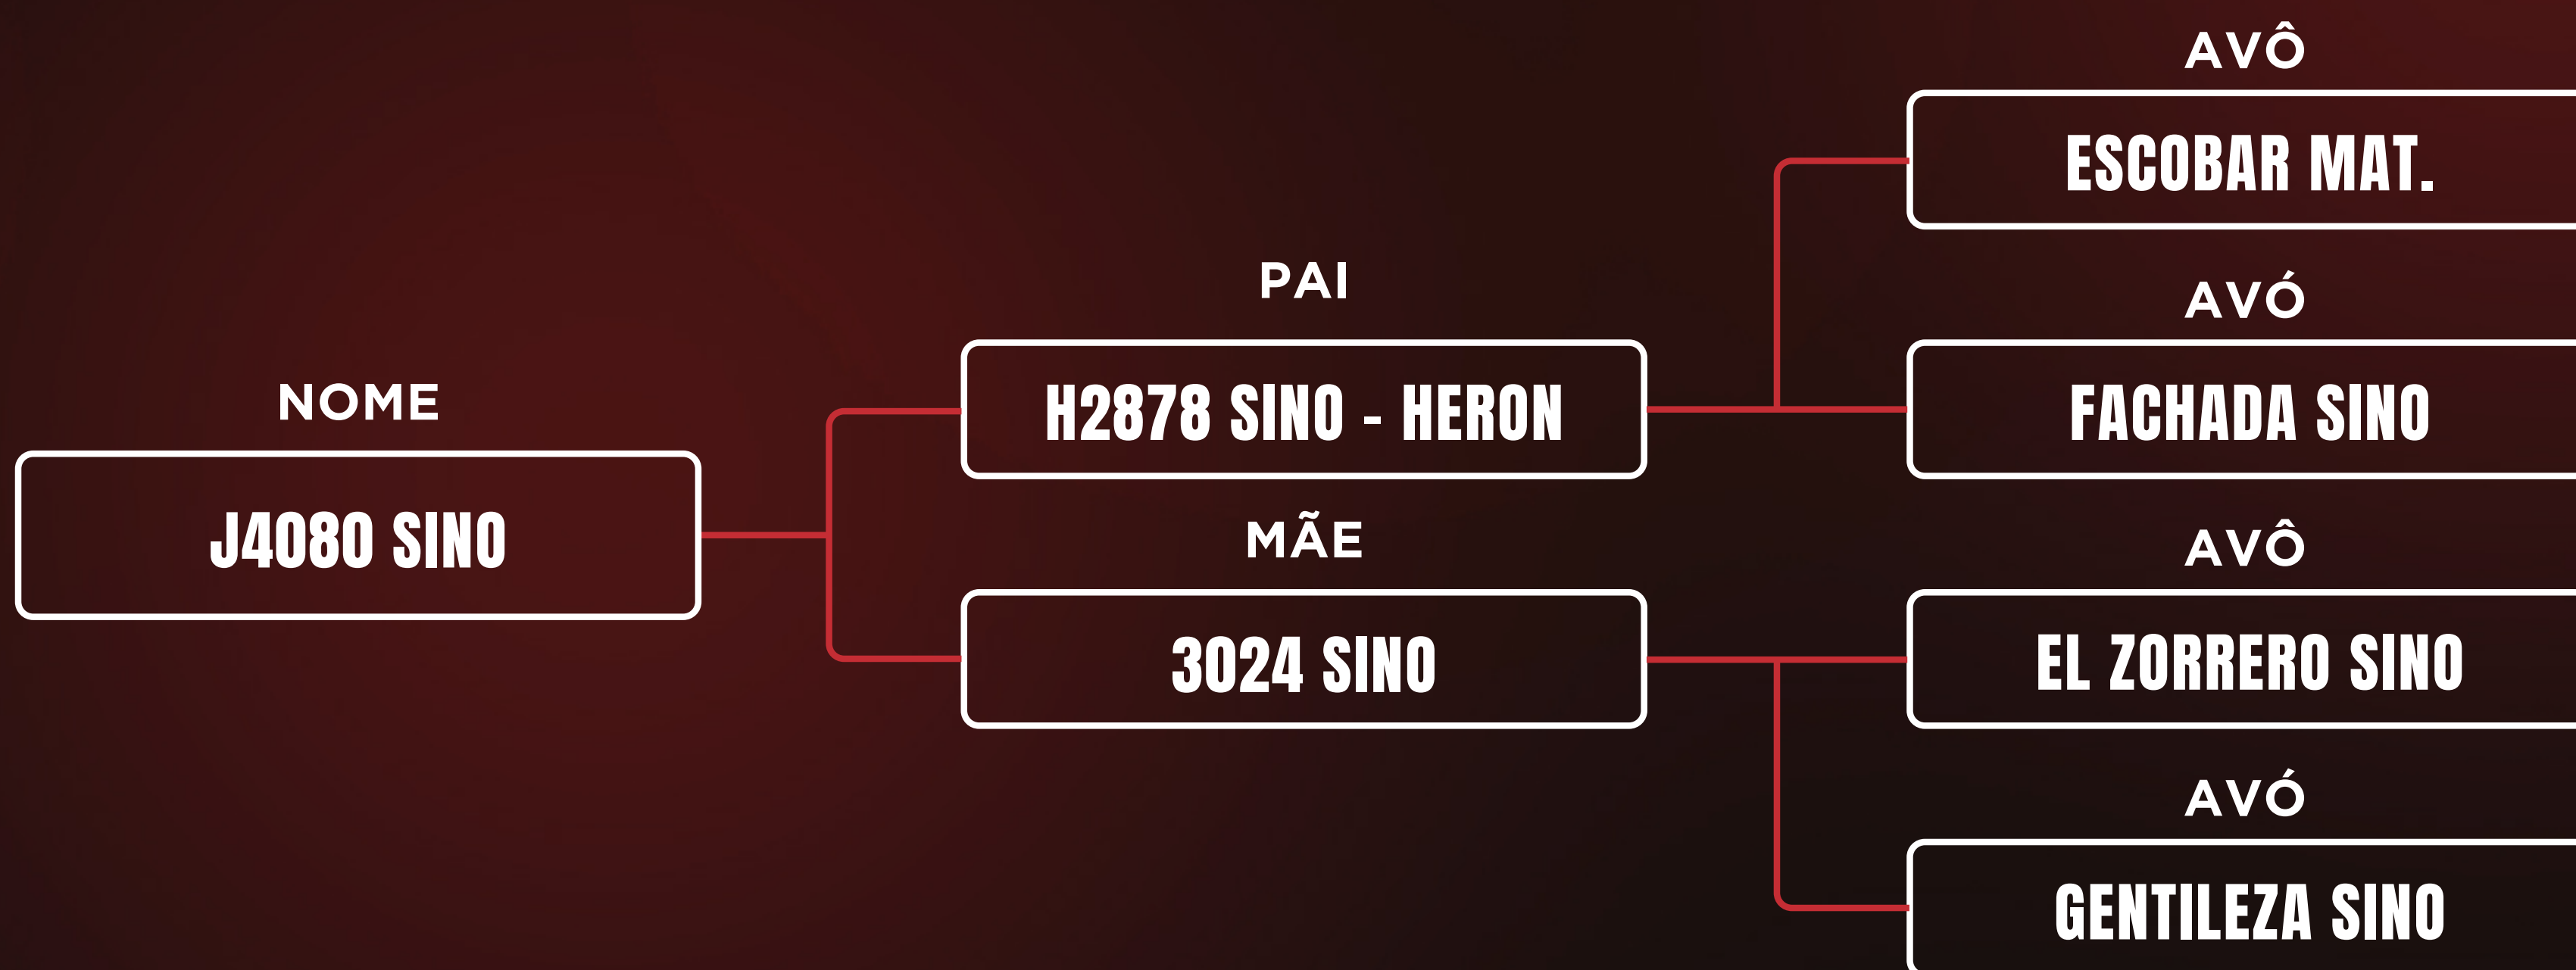 NOME
J4080 SINO
PAI
H2878 SINO - HERON
MÃE
3024 SINO
AVÔ
ESCOBAR MAT.
AVÓ
FACHADA SINO
AVÔ
EL ZORRERO SINO
AVÓ
GENTILEZA SINO